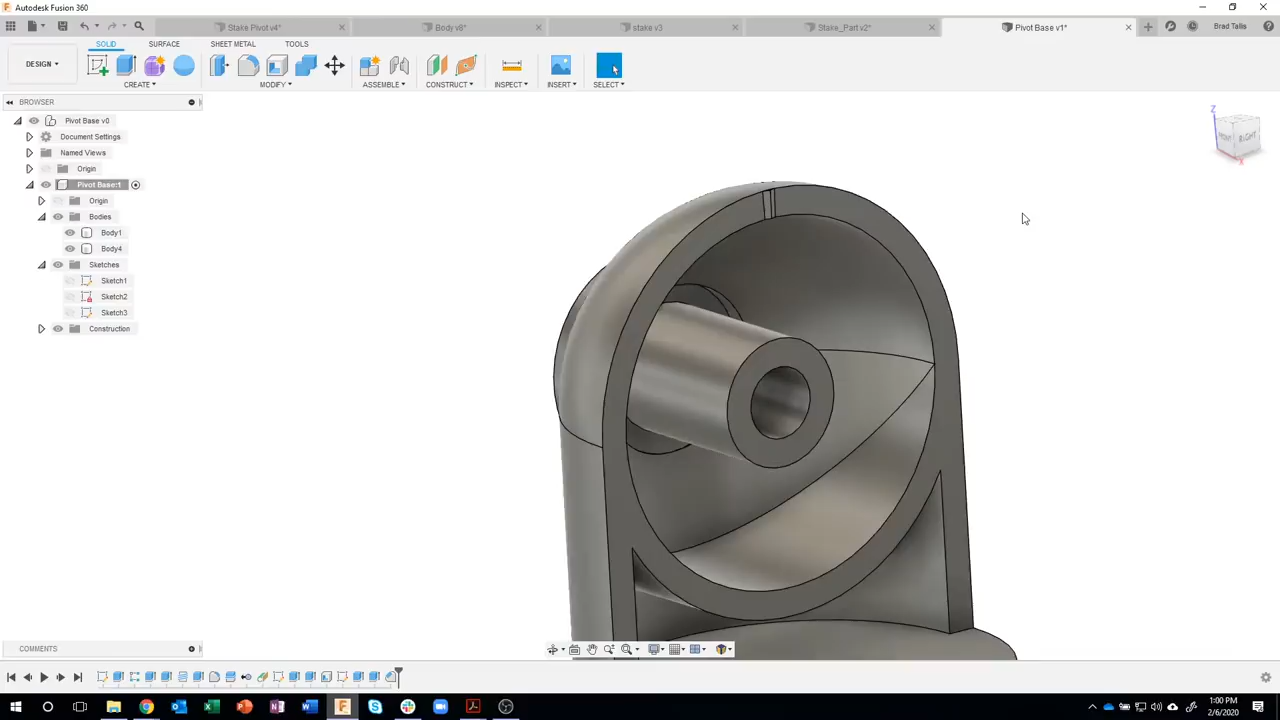 Autodesk Fusion 360
Stake Pivot v4*
Body v8*
stake v3
Stake_Part v2*
Pivot Base v1*
Brad Tallis
DESIGN
SOLID
SURFACE
SHEET METAL
TOOLS
CREATE
MODIFY
ASSEMBLE
CONSTRUCT
INSPECT
INSERT
SELECT
BROWSER
Pivot Base v0
Document Settings
Named Views
Origin
Pivot Base:1
Origin
Bodies
Body1
Body4
Sketches
Sketch1
Sketch2
Sketch3
Construction
Z
FRONT
RIGHT
X
COMMENTS
1:00 PM
2/6/2020